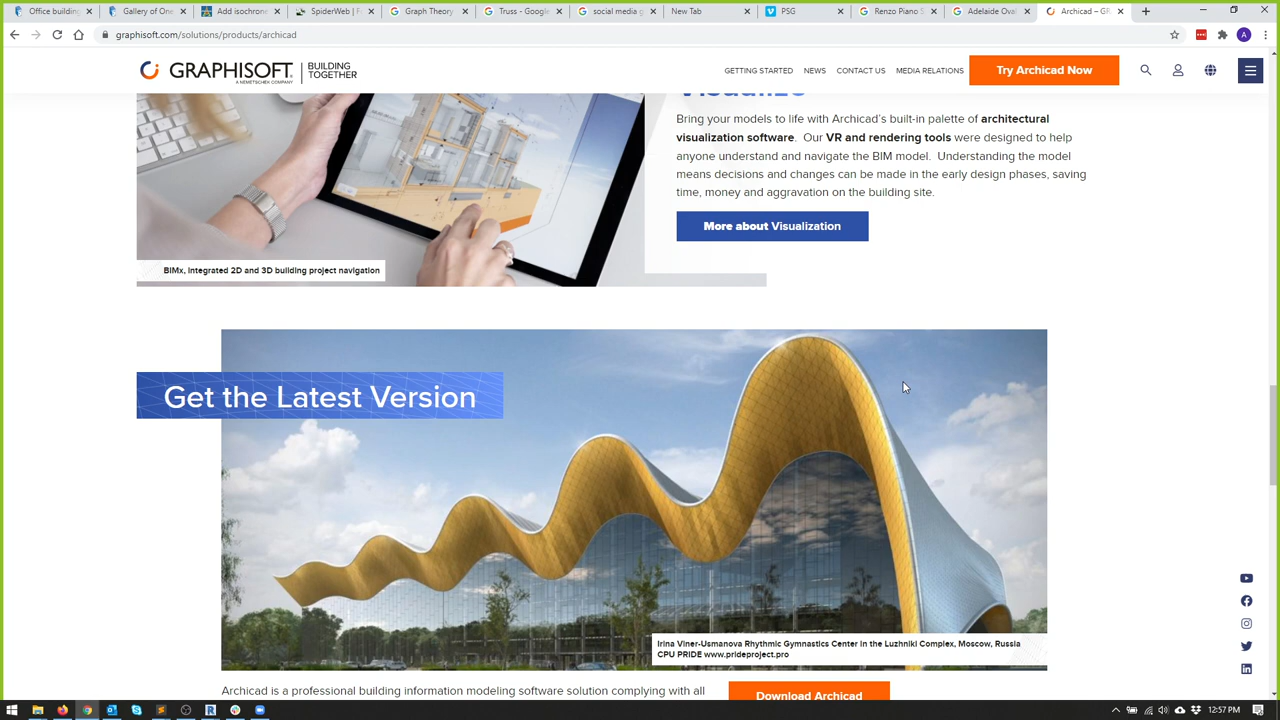 Office building
Gallery of One
Add isochrone
SpiderWeb | F
Graph Theory
Truss - Google
social media g
New Tab
PSG
Renzo Piano S
Adelaide Oval
Archicad – GR
graphisoft.com/solutions/products/archicad
A
GRAPHISOFT
A NEMETSCHEK COMPANY
BUILDING
TOGETHER
GETTING STARTED
NEWS
CONTACT US
MEDIA RELATIONS
Try Archicad Now
Visualize
Bring your models to life with Archicad's built-in palette of architectural
visualization software. Our VR and rendering tools were designed to help
anyone understand and navigate the BIM model. Understanding the model
means decisions and changes can be made in the early design phases, saving
time, money and aggravation on the building site.
More about Visualization
BIMx, integrated 2D and 3D building project navigation
Get the Latest Version
Irina Viner-Usmanova Rhythmic Gymnastics Center in the Luzhniki Complex, Moscow, Russia
CPU PRIDE www.prideproject.pro
Archicad is a professional building information modeling software solution complying with all
Download Archicad
12:57 PM